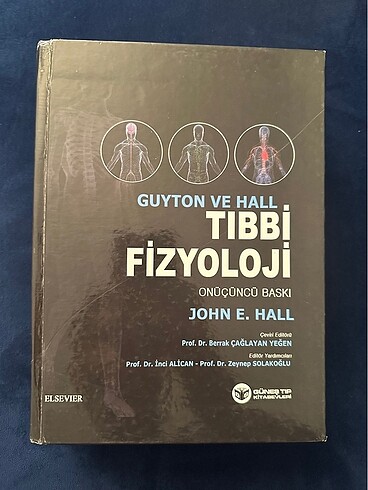 GUYTON VE HALL
TIBBİ
FİZYOLOJİ
ONÜÇÜNCÜ BASKI
JOHN E. HALL
Çeviri Editörü
Prof. Dr. Berrak ÇAĞLAYAN YEĞEN
Editör Yardımcıları
Prof. Dr. İnci ALİCAN - Prof. Dr. Zeynep SOLAKOĞLU
ELSEVIER
GÜNEŞ TIP
KİTABEVLERİ